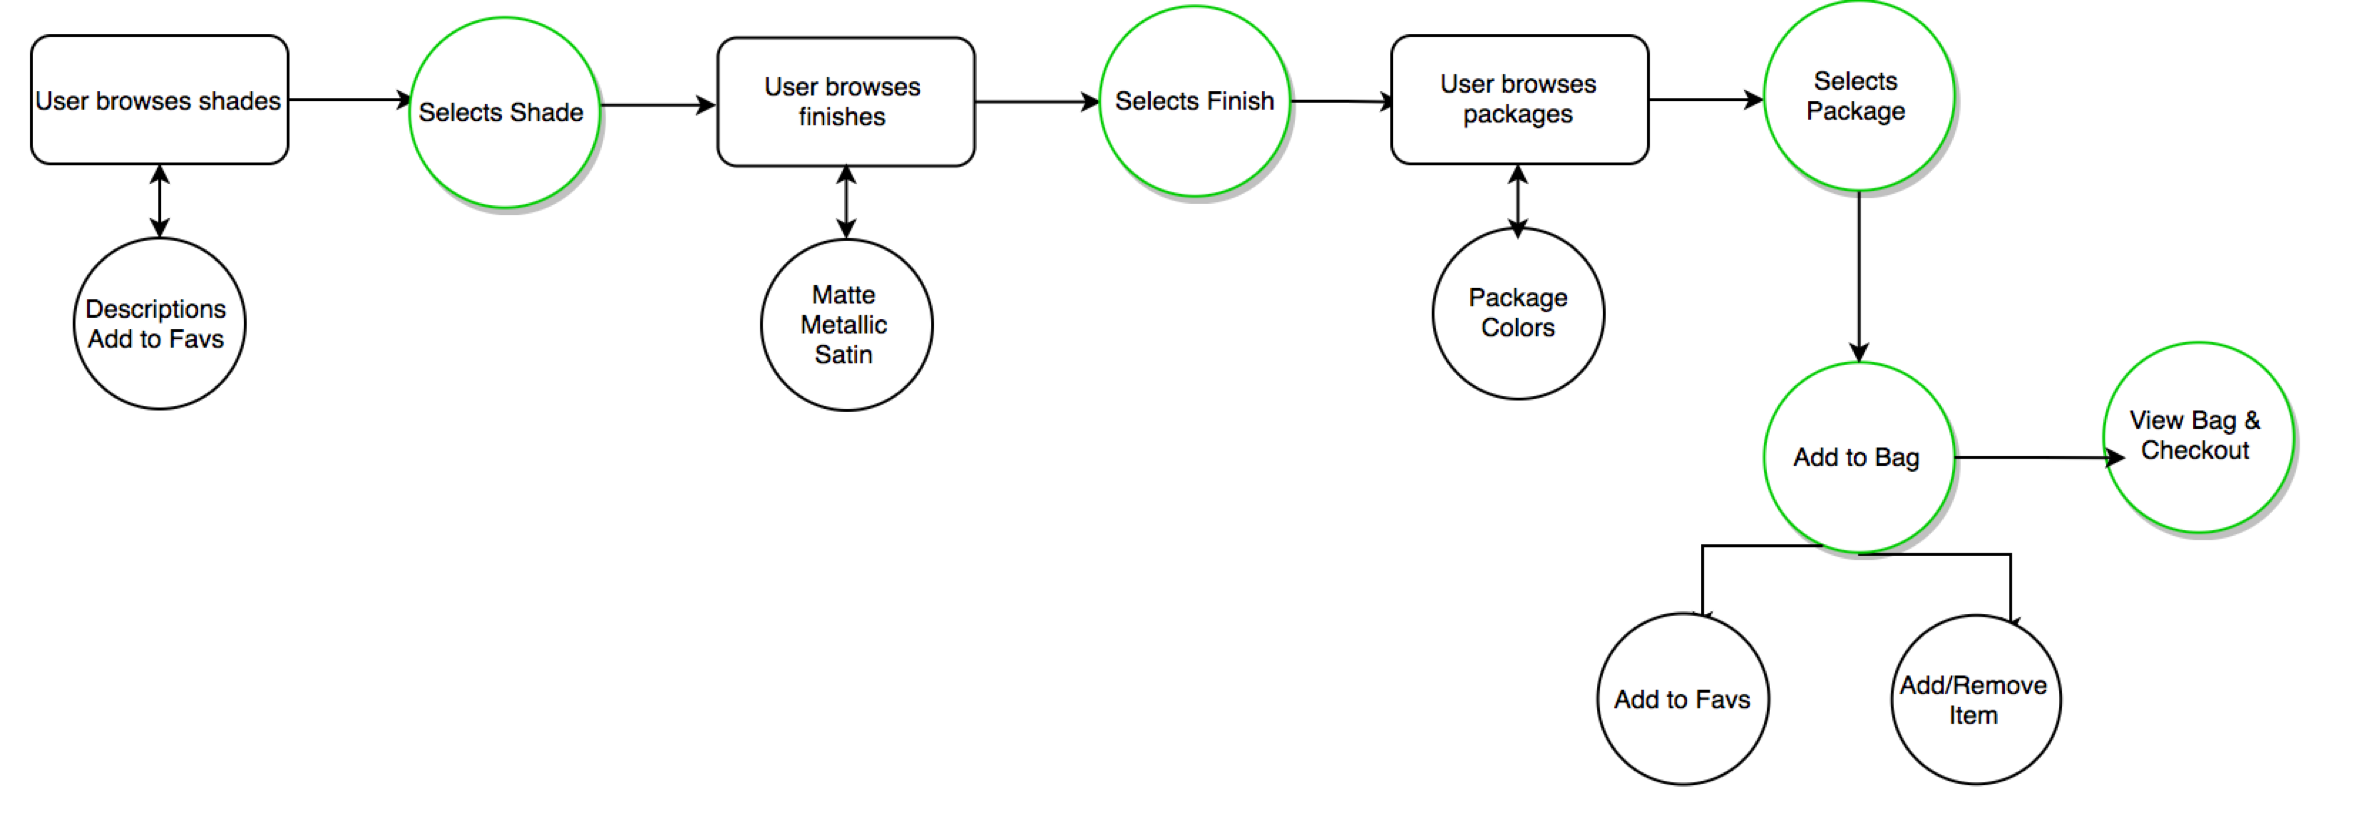 User browses shades
Selects Shade
User browses
finishes
Selects Finish
User browses
packages
Selects
Package
Descriptions
Add to Favs
Matte
Metallic
Satin
Package
Colors
Add to Bag
View Bag &
Checkout
Add to Favs
Add/Remove
Item